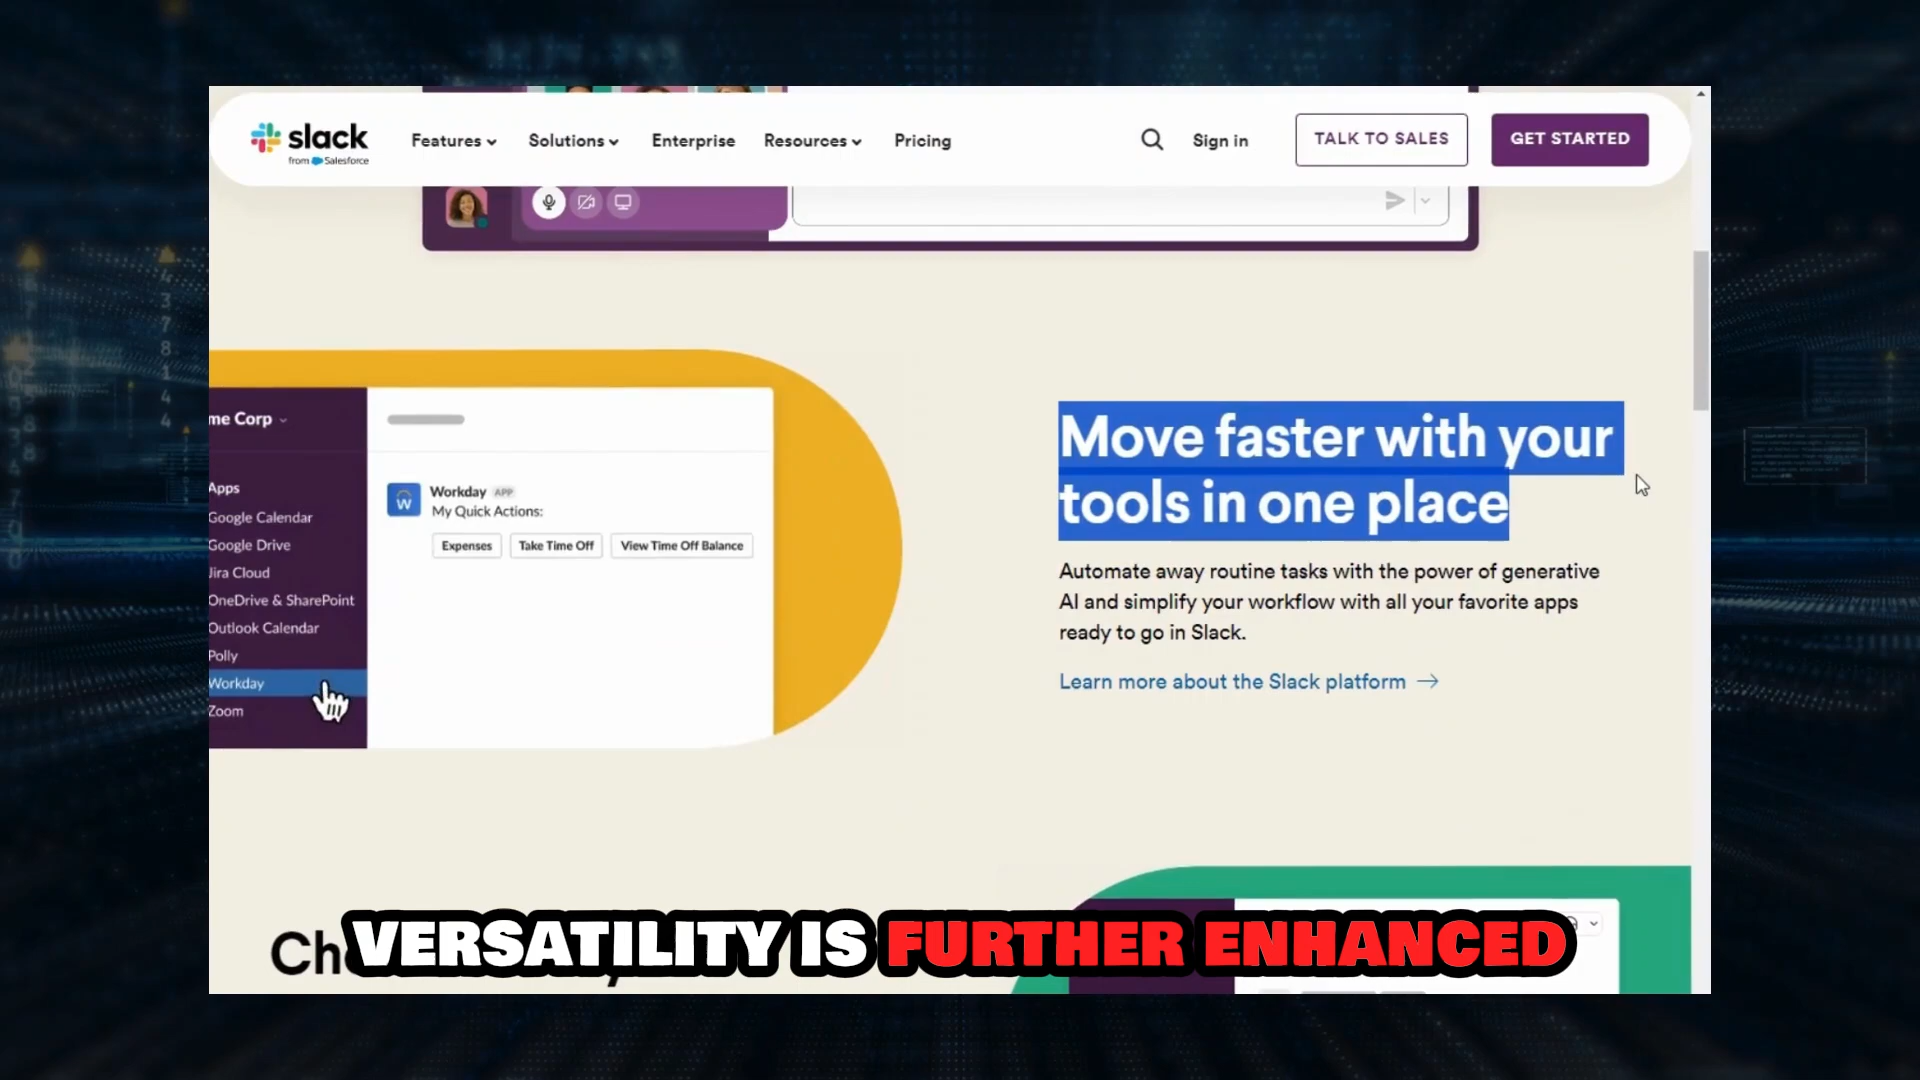 slack
from Salesforce
Features
Solutions
Enterprise
Resources
Pricing
Sign in
TALK TO SALES
GET STARTED
me Corp
Apps
Google Calendar
Google Drive
Jira Cloud
OneDrive & SharePoint
Outlook Calendar
Polly
Workday
Zoom
Workday APP
My Quick Actions:
Expenses
Take Time Off
View Time Off Balance
Move faster with your
tools in one place
Automate away routine tasks with the power of generative
AI and simplify your workflow with all your favorite apps
ready to go in Slack.
Learn more about the Slack platform →
VERSATILITY IS FURTHER ENHANCED